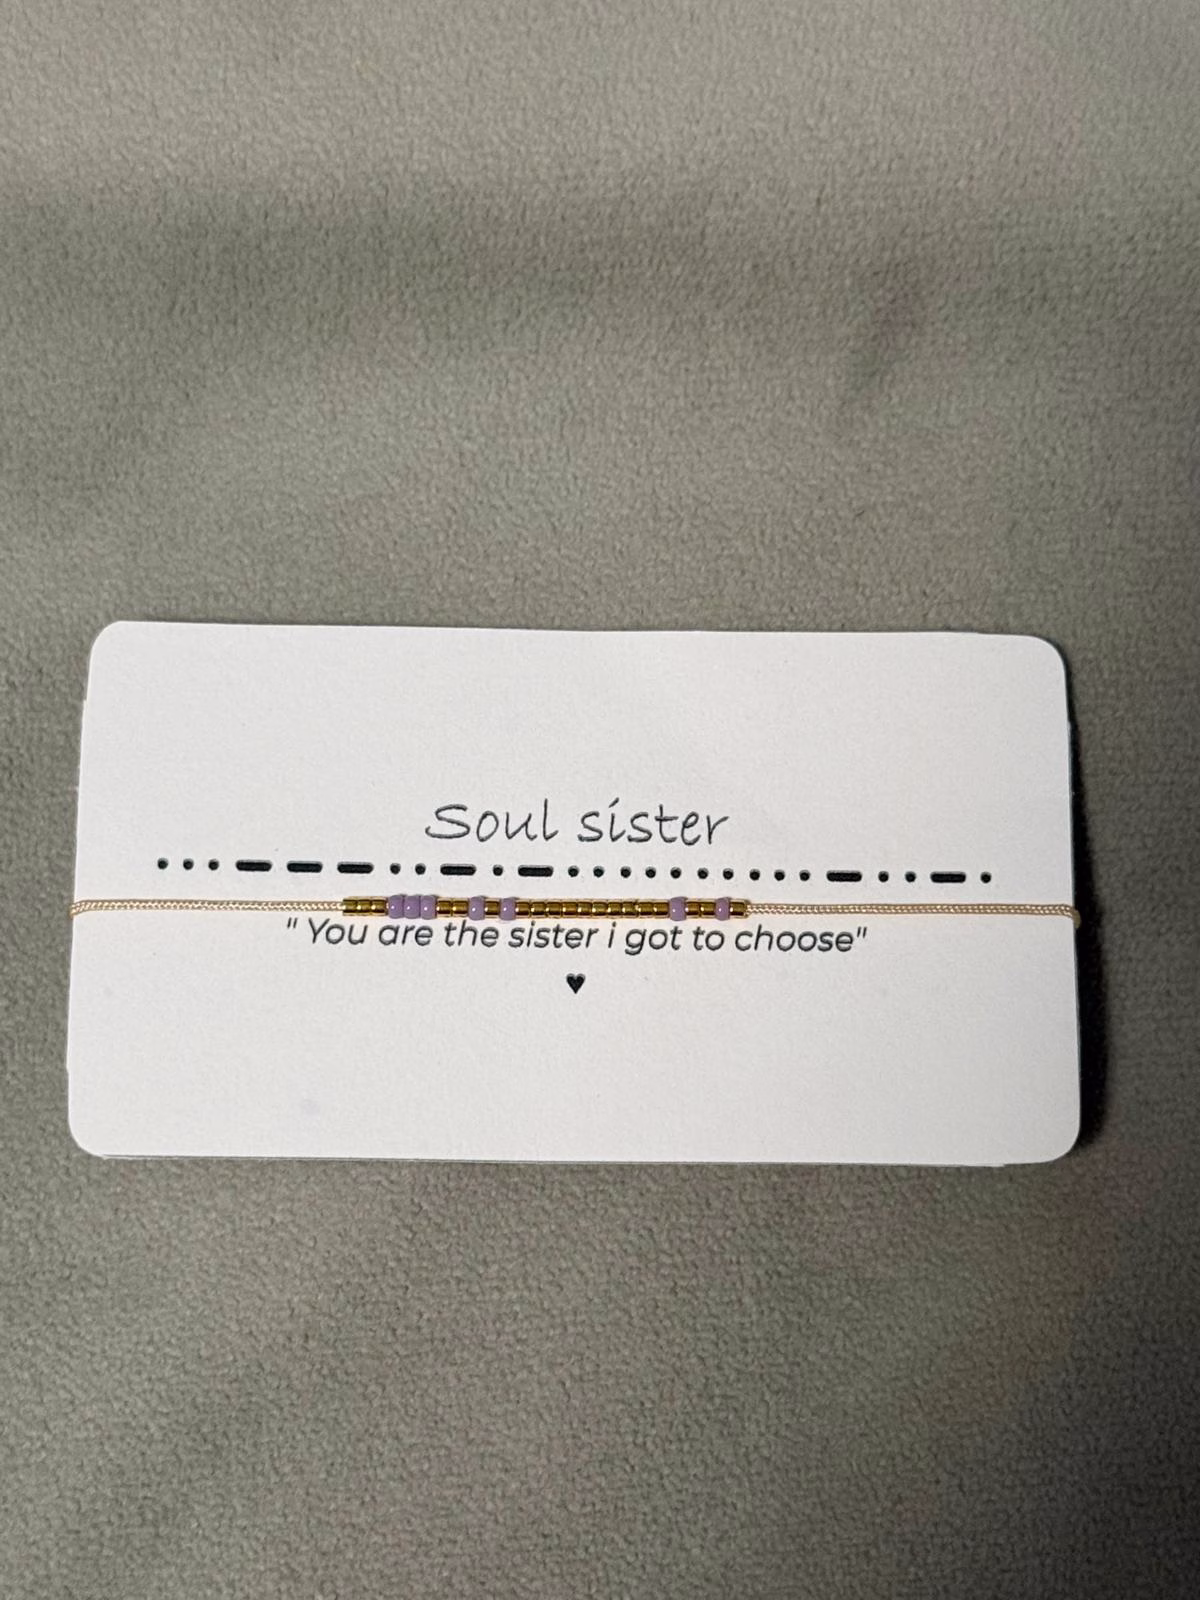 Soul sister
... --- ..- .-.. ... .. ... - . .-.
" You are the sister i got to choose"
♥